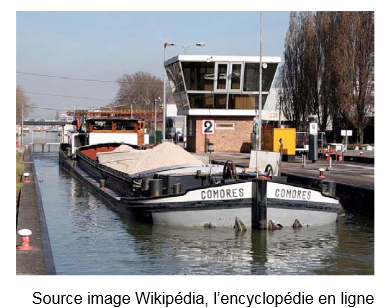 2
COMORES COMORES
Source image Wikipédia, l'encyclopédie en ligne